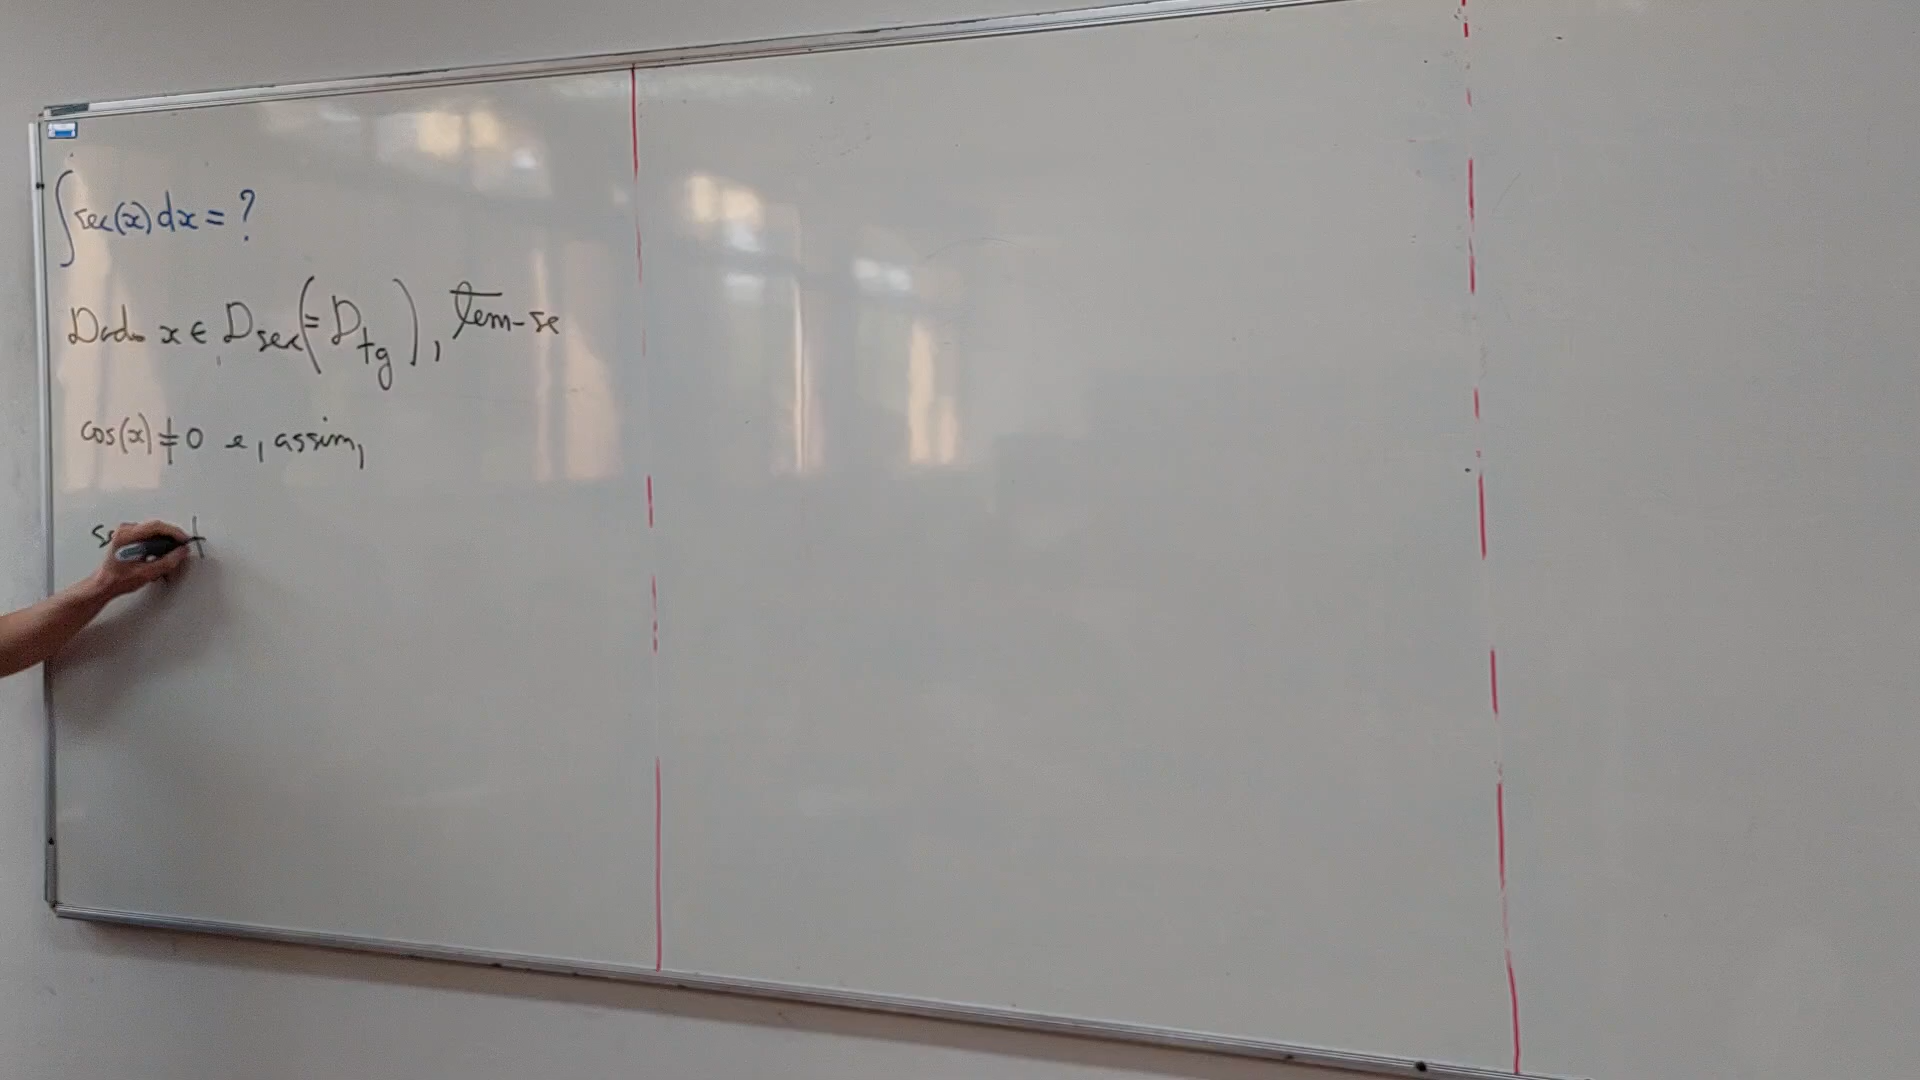 ∫sec(x)dx = ?
Dado x ∈ D_sec (= D_tg), tem-se
cos(x) ≠ 0 e, assim,